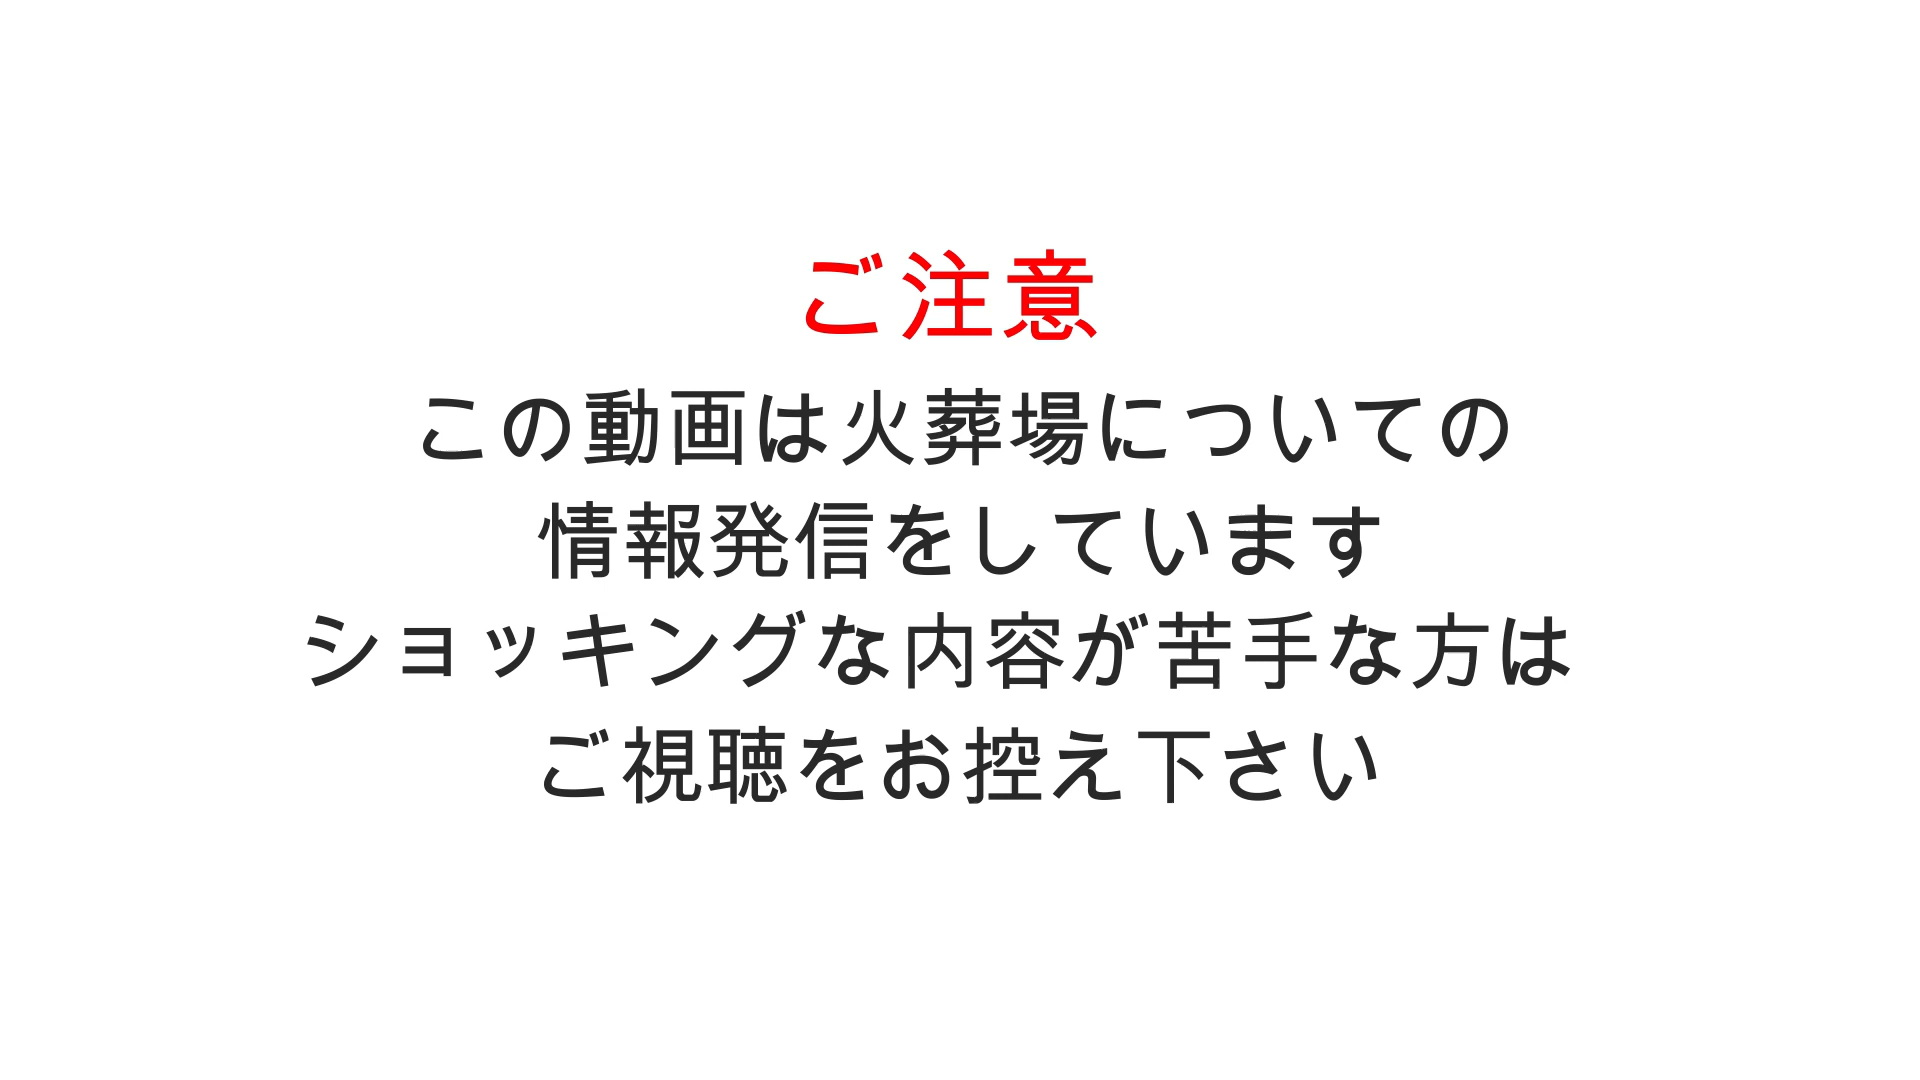 ご注意
この動画は火葬場についての
情報発信をしています
ショッキングな内容が苦手な方は
ご視聴をお控え下さい